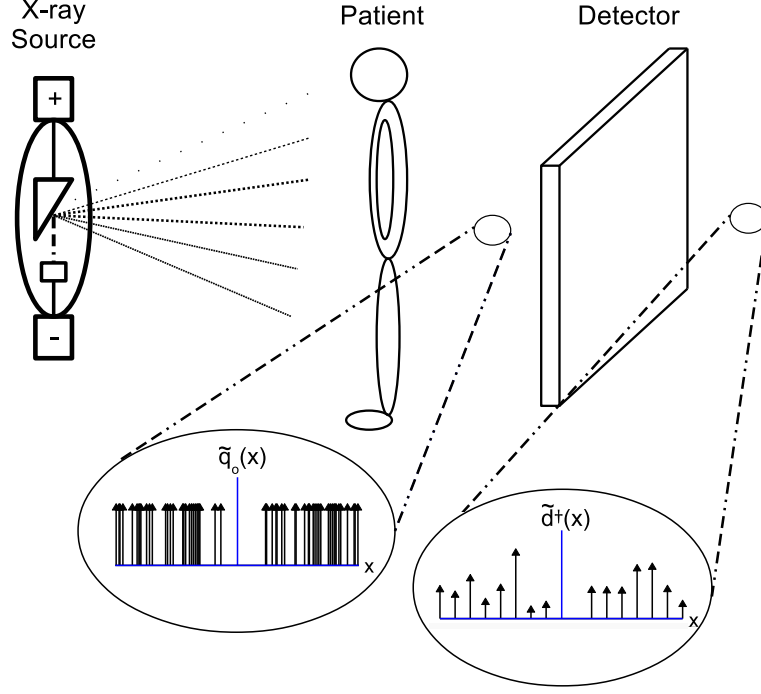 X-ray
Source
Patient
Detector
+
-
q̃ₒ(x)
x
d̃†(x)
x